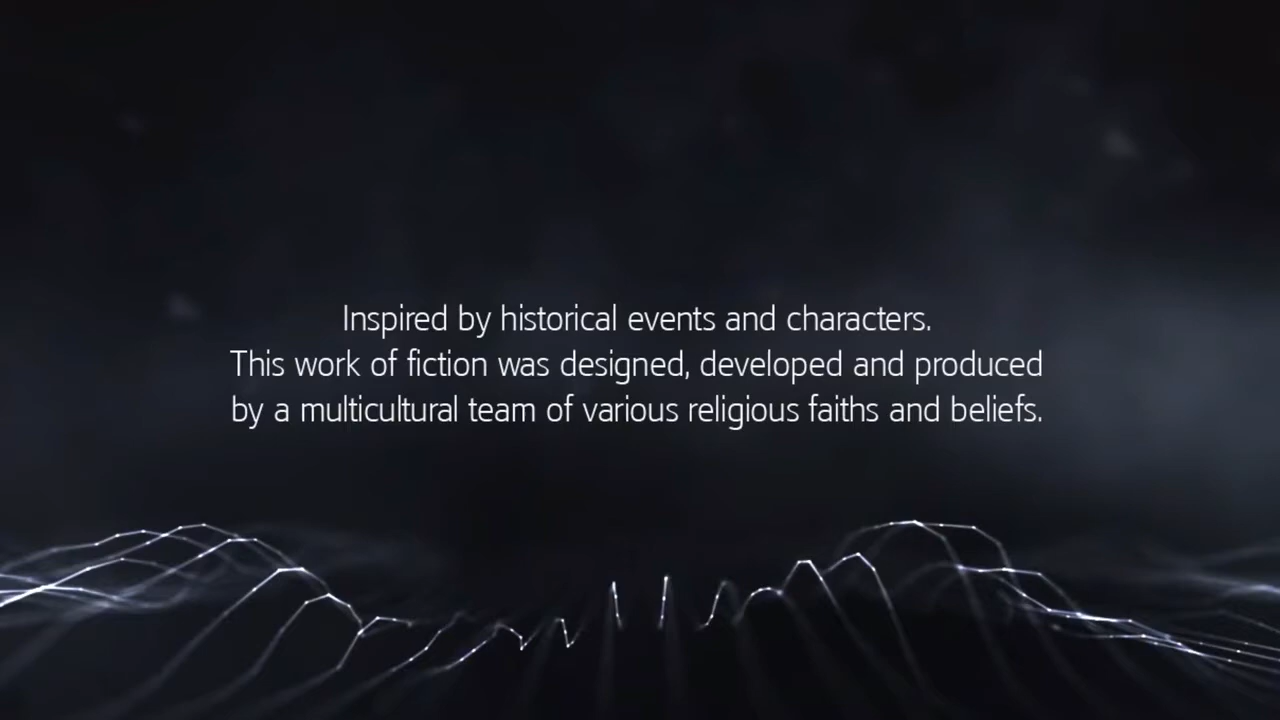 Inspired by historical events and characters.
This work of fiction was designed, developed and produced
by a multicultural team of various religious faiths and beliefs.